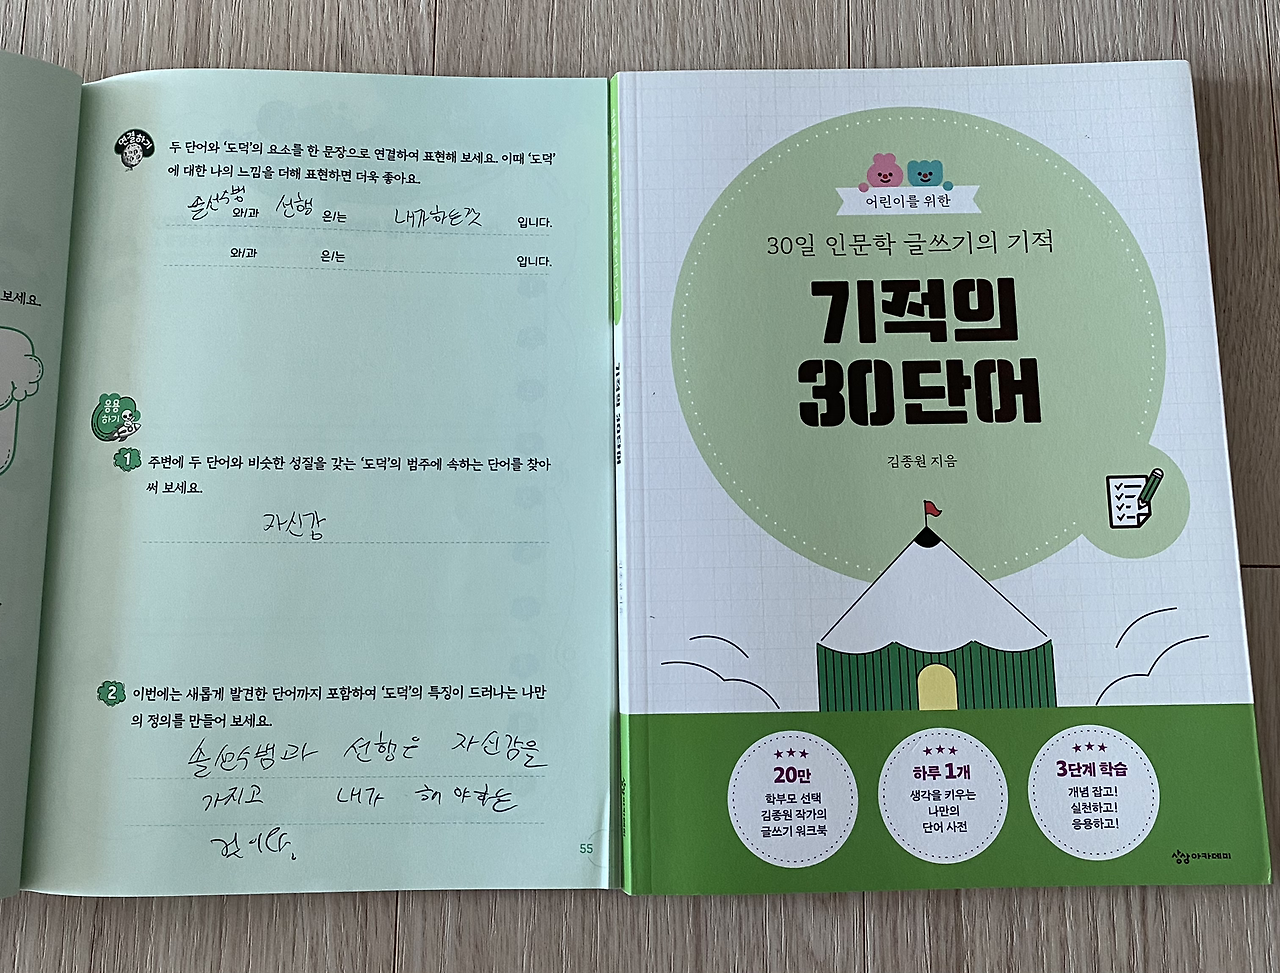 보세요.
연결하기
두 단어와 '도덕'의 요소를 한 문장으로 연결하여 표현해 보세요. 이때 '도덕'
에 대한 나의 느낌을 더해 표현하면 더욱 좋아요.
솔선수범 와/과 선행 은/는 내가하는것 입니다.
와/과 은/는 입니다.
응용
하기
1 주변에 두 단어와 비슷한 성질을 갖는 '도덕'의 범주에 속하는 단어를 찾아
써 보세요.
자신감
2 이번에는 새롭게 발견한 단어까지 포함하여 '도덕'의 특징이 드러나는 나만
의 정의를 만들어 보세요.
솔선수범과 선행은 자신감을
가지고 내가 해야하는
것이다.
55
기적의 30단어
어린이를 위한
30일 인문학 글쓰기의 기적
기적의
30단어
김종원 지음
20만
학부모 선택
김종원 작가의
글쓰기 워크북
하루 1개
생각을 키우는
나만의
단어 사전
3단계 학습
개념 잡고!
실천하고!
응용하고!
상상아카데미